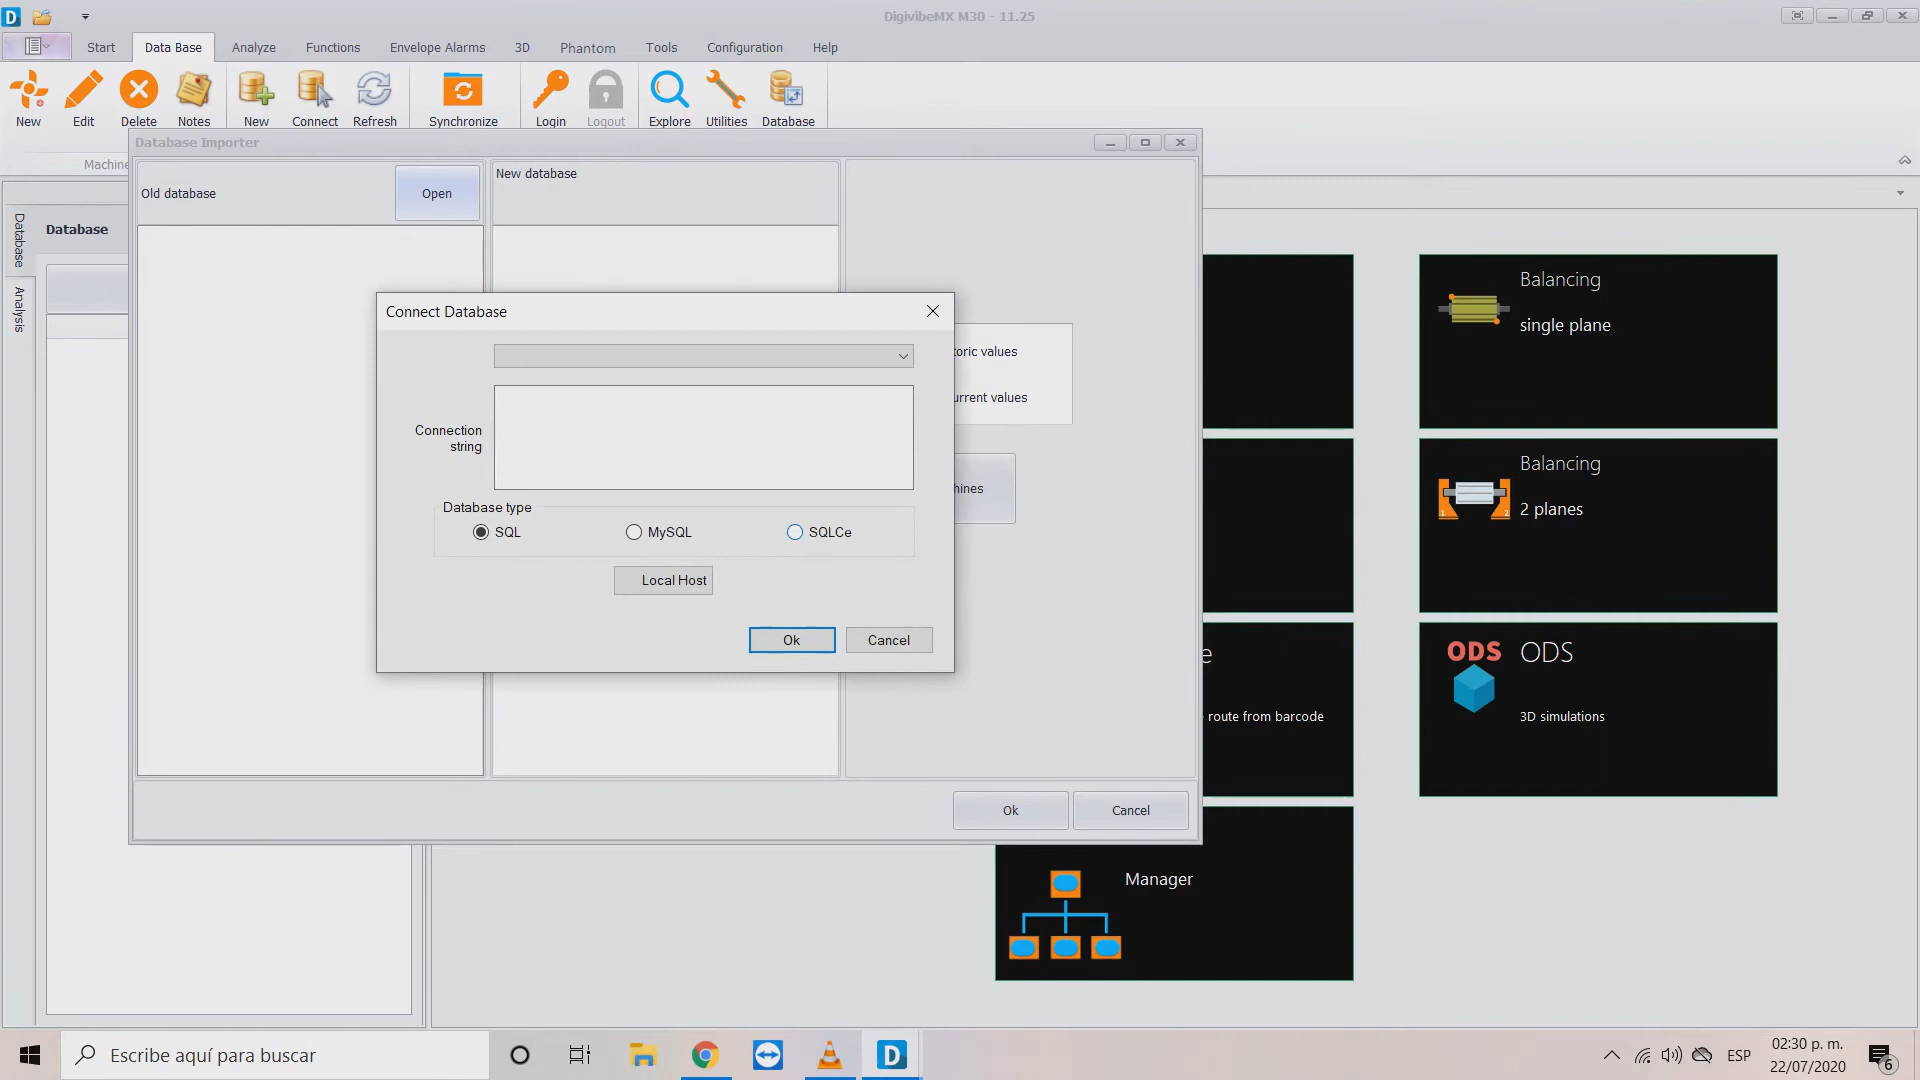 DigivibeMX M30 - 11.25
Start
Data Base
Analyze
Functions
Envelope Alarms
3D
Phantom
Tools
Configuration
Help
New
Edit
Delete
Notes
New
Connect
Refresh
Synchronize
Login
Logout
Explore
Utilities
Database
Machine
Database Importer
Old database
Open
New database
Database
Analysis
Database
Connect Database
Connection
string
Database type
SQL
MySQL
SQLCe
Local Host
Ok
Cancel
toric values
urrent values
hines
Ok
Cancel
Balancing
single plane
Balancing
2 planes
e
route from barcode
ODS
ODS
3D simulations
Manager
Escribe aquí para buscar
ESP
02:30 p. m.
22/07/2020
6